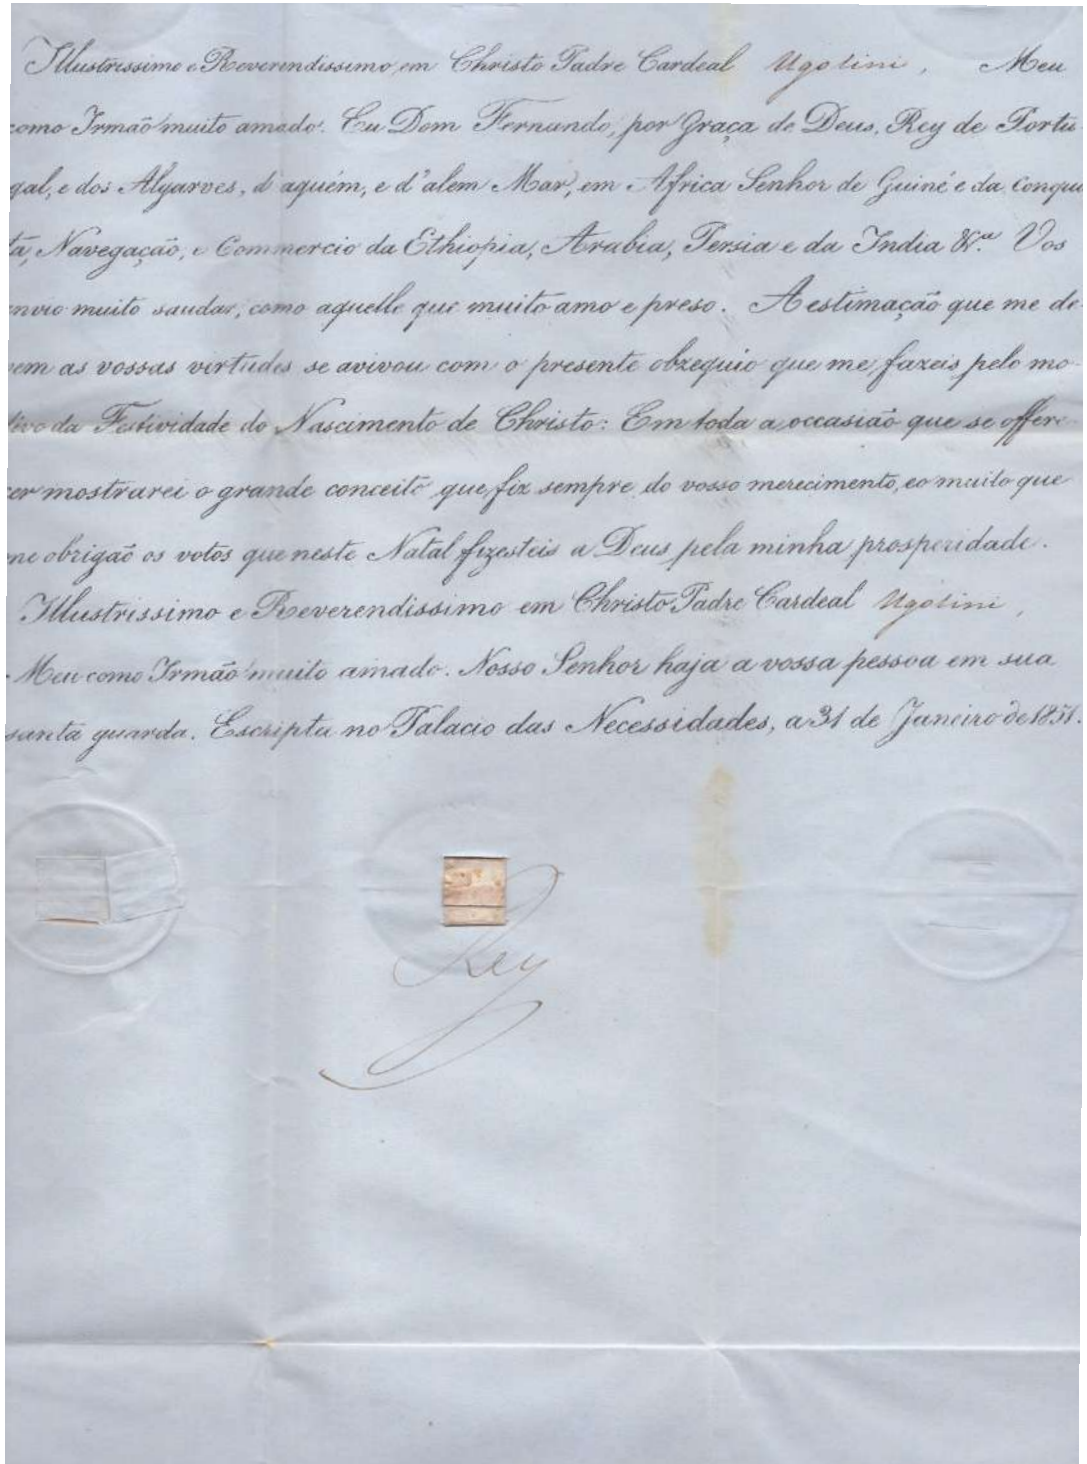 Illustrissimo e Reverendissimo em Christo Padre Cardeal Ugolini, Meu
como Irmão muito amado. Eu Dom Fernando, por Graça de Deus, Rey de Portu
gal, e dos Algarves, d'aquém, e d'alem Mar, em Africa Senhor de Guiné e da Conqui
ta, Navegação, e Commercio da Ethiopia, Arabia, Persia e da India &.ª Vos
envio muito saudar, como aquelle que muito amo e preso. A estimação que me de
vem as vossas virtudes se avivou com o presente obzequio que me fazeis pelo mo
tivo da Festividade do Nascimento de Christo: Em toda a occasião que se offere
cer mostrarei o grande conceito que fiz sempre do vosso merecimento, eo muito que
me obrigão os votos que neste Natal fizesteis a Deus pela minha prosperidade.
Illustrissimo e Reverendissimo em Christo Padre Cardeal Ugolini,
Meu como Irmão muito amado. Nosso Senhor haja a vossa pessoa em sua
santa guarda. Escripta no Palacio das Necessidades, a 31 de Janeiro de 1851.
Rey